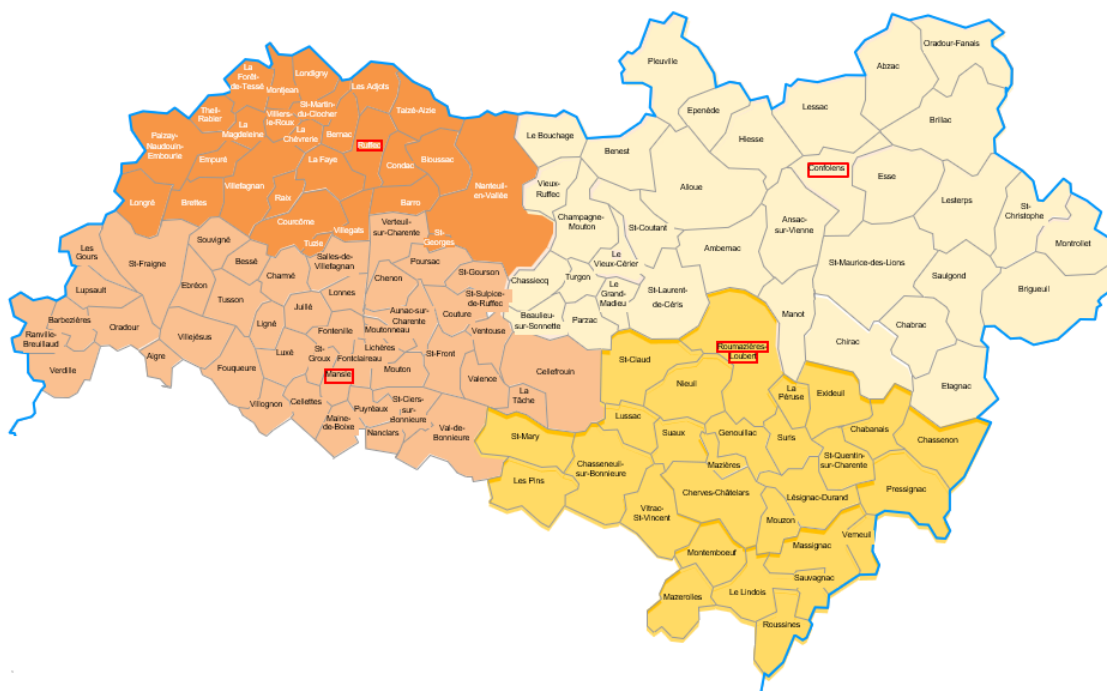 Oradour-Fanais
Pleuville
Abzac
La
Forêt-
de-Tessé
Londigny
Montjean
Les Adjots
Lessac
Epenède
Theil-
Rabier
St-Martin-
du-Clocher
Villiers-
le-Roux
Taizé-Aizie
Brillac
Paizay-
Naudouin-
Embourie
La
Magdeleine
La
Chèvrerie
Bernac
Ruffec
Le Bouchage
Hiesse
Benest
Empuré
La Faye
Condac
Bioussac
Confolens
Esse
Villefagnan
Nanteuil-
en-Vallée
Vieux-
Ruffec
Alloue
Longré
Brettes
Raix
Barro
Lesterps
St-
Christophe
Courcôme
Villegats
Verteuil-
sur-Charente
Champagne-
Mouton
St-Coutant
Ansac-
sur-Vienne
Tuzie
St-
Georges
Souvigné
Montrollet
Les
Gours
St-Fraigne
Bessé
Salles-de-
Villefagnan
Poursac
Le
Vieux-Cérier
Ambernac
St-Maurice-des-Lions
Charmé
Chenon
St-Gourson
Chassiecq
Turgon
Saulgond
Lupsault
Ebréon
Tusson
Lonnes
St-Sulpice-
de-Ruffec
Le
Grand-
Madieu
St-Laurent-
de-Céris
Brigueuil
Barbezières
Juillé
Aunac-sur-
Charente
Couture
Beaulieu-
sur-Sonnette
Parzac
Manot
Chabrac
Oradour
Ligné
Fontenille
Moutonneau
Ventouse
Ranville-
Breuillaud
Villejésus
Chirac
Aigre
Luxé
St-
Groux
Lichères
Fontclaireau
St-Front
St-Claud
Roumazières-
Loubert
Verdille
Fouqueure
Mansle
Mouton
Valence
Cellefrouin
Nieuil
La
Péruse
Exideuil
Etagnac
Villognon
Cellettes
St-Ciers-
sur-
Bonnieure
La
Tâche
Puyréaux
Lussac
Maine-
de-Boixe
Nanclars
Val-de-
Bonnieure
St-Mary
Suaux
Genouillac
Suris
Chabanais
Chassenon
Chasseneuil-
sur-Bonnieure
Mazières
St-Quentin-
sur-Charente
Les Pins
Cherves-Châtelars
Lésignac-Durand
Pressignac
Vitrac-
St-Vincent
Mouzon
Verneuil
Montemboeuf
Massignac
Sauvagnac
Mazerolles
Le Lindois
Roussines